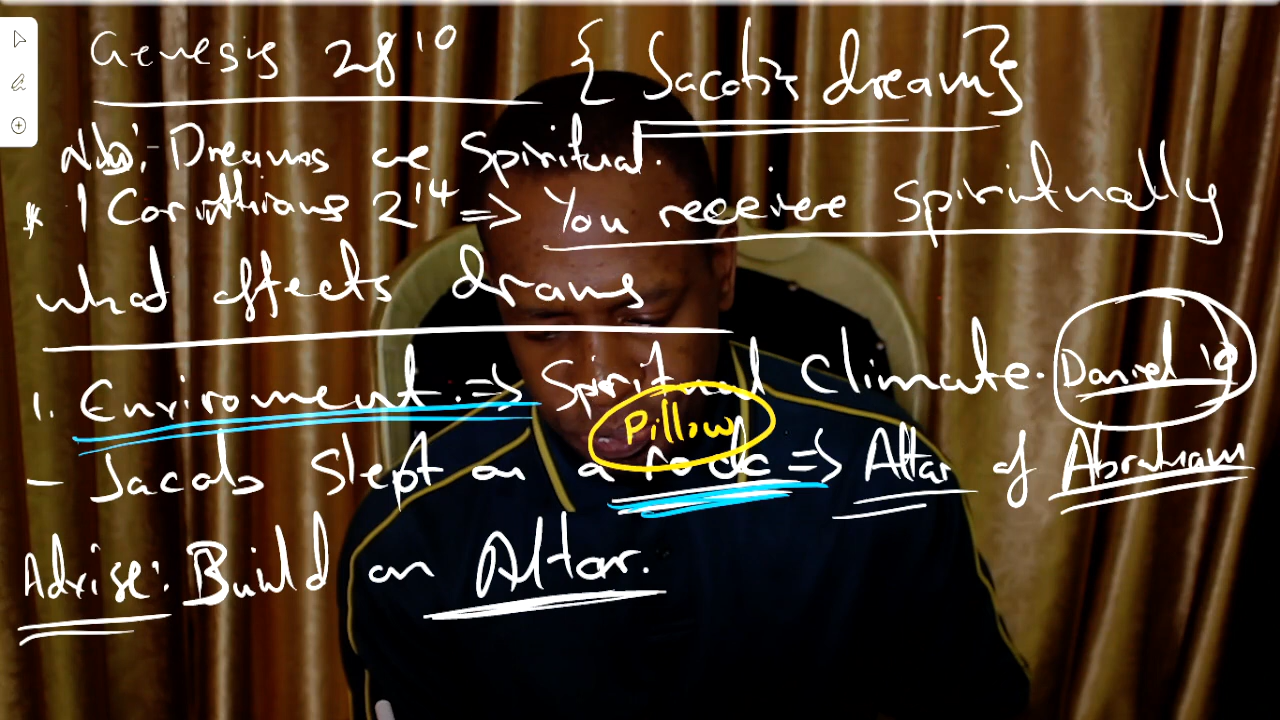 Genesis 28¹⁰ { Jacob's dream}
Nb: Dreams are Spiritual.
* 1 Corinthians 2¹⁴ => You receive spiritually
what affects drams
1. Enviroment. => Spiritual Climate. Daniel 10
Pillow
- Jacob Slept on a rock => Altar of Abraham
Advise: Build an Altar.